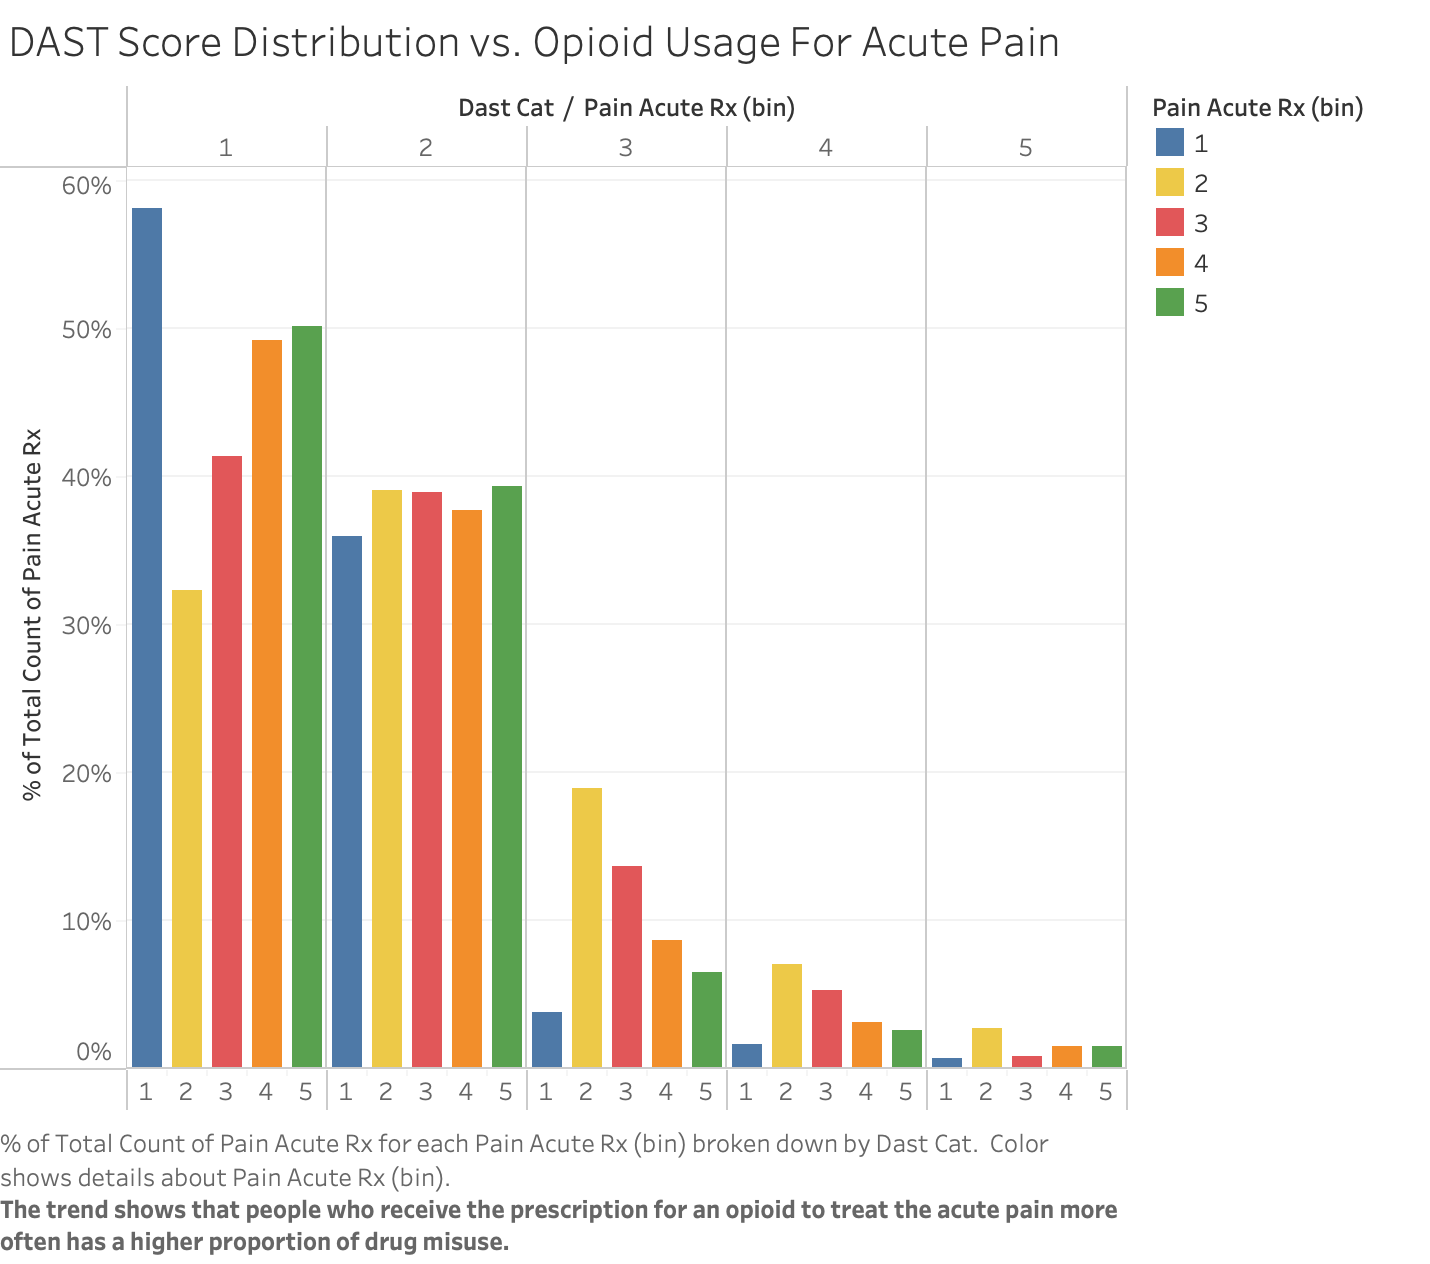 DAST Score Distribution vs. Opioid Usage For Acute Pain
Dast Cat / Pain Acute Rx (bin)
1 2 3 4 5
Pain Acute Rx (bin)
1
2
3
4
5
% of Total Count of Pain Acute Rx
60%
50%
40%
30%
20%
10%
0%
1 2 3 4 5 1 2 3 4 5 1 2 3 4 5 1 2 3 4 5 1 2 3 4 5
% of Total Count of Pain Acute Rx for each Pain Acute Rx (bin) broken down by Dast Cat.  Color
shows details about Pain Acute Rx (bin).
The trend shows that people who receive the prescription for an opioid to treat the acute pain more
often has a higher proportion of drug misuse.